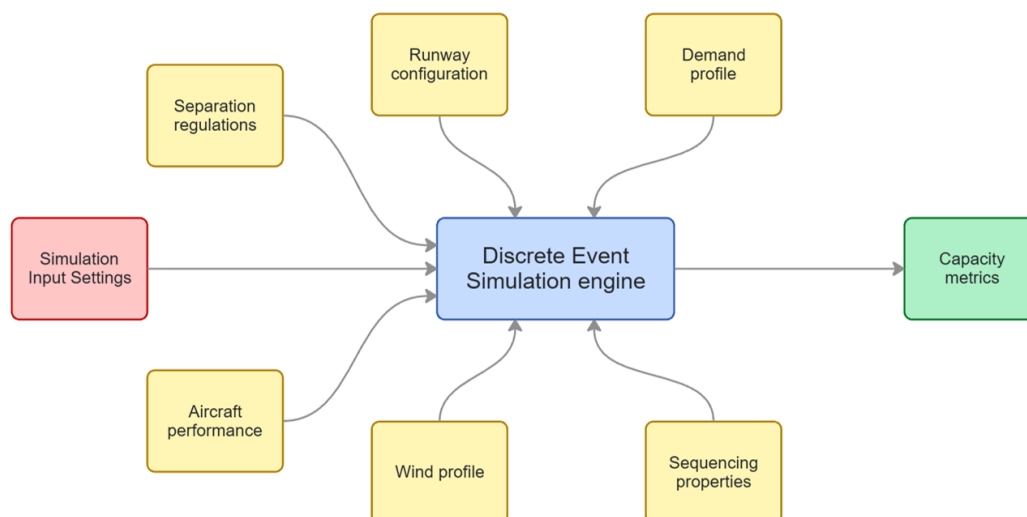 Runway
configuration
Demand
profile
Separation
regulations
Simulation
Input Settings
Discrete Event
Simulation engine
Capacity
metrics
Aircraft
performance
Wind profile
Sequencing
properties